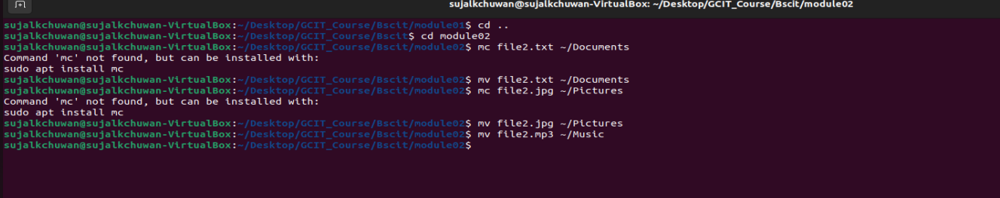 sujalkchuwan@sujalkchuwan-VirtualBox: ~/Desktop/GCIT_Course/Bscit/module02
sujalkchuwan@sujalkchuwan-VirtualBox:~/Desktop/GCIT_Course/Bscit/module01$ cd ..
sujalkchuwan@sujalkchuwan-VirtualBox:~/Desktop/GCIT_Course/Bscit$ cd module02
sujalkchuwan@sujalkchuwan-VirtualBox:~/Desktop/GCIT_Course/Bscit/module02$ mc file2.txt ~/Documents
Command 'mc' not found, but can be installed with:
sudo apt install mc
sujalkchuwan@sujalkchuwan-VirtualBox:~/Desktop/GCIT_Course/Bscit/module02$ mv file2.txt ~/Documents
sujalkchuwan@sujalkchuwan-VirtualBox:~/Desktop/GCIT_Course/Bscit/module02$ mc file2.jpg ~/Pictures
Command 'mc' not found, but can be installed with:
sudo apt install mc
sujalkchuwan@sujalkchuwan-VirtualBox:~/Desktop/GCIT_Course/Bscit/module02$ mv file2.jpg ~/Pictures
sujalkchuwan@sujalkchuwan-VirtualBox:~/Desktop/GCIT_Course/Bscit/module02$ mv file2.mp3 ~/Music
sujalkchuwan@sujalkchuwan-VirtualBox:~/Desktop/GCIT_Course/Bscit/module02$